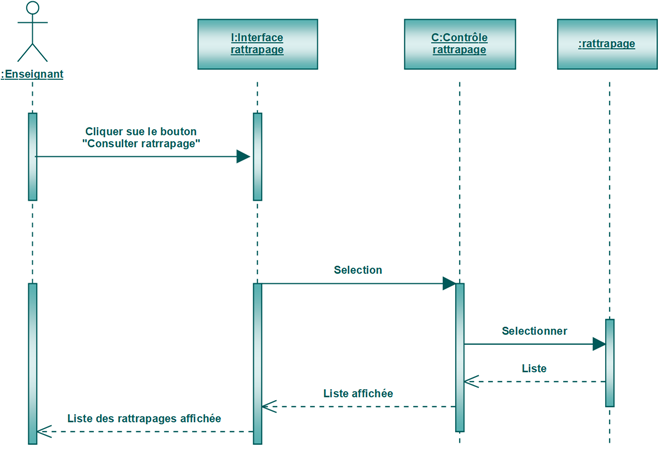 :Enseignant
I:Interface
rattrapage
C:Contrôle
rattrapage
:rattrapage
Cliquer sue le bouton
"Consulter ratrrapage"
Selection
Selectionner
Liste
Liste affichée
Liste des rattrapages affichée